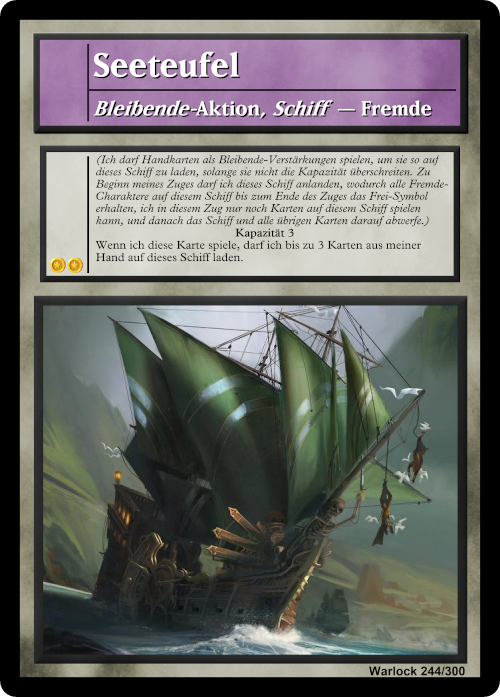 Seeteufel
Bleibende-Aktion, Schiff — Fremde
(Ich darf Handkarten als Bleibende-Verstärkungen spielen, um sie so auf
dieses Schiff zu laden, solange sie nicht die Kapazität überschreiten. Zu
Beginn meines Zuges darf ich dieses Schiff anlanden, wodurch alle Fremde-
Charaktere auf diesem Schiff bis zum Ende des Zuges das Frei-Symbol
erhalten, ich in diesem Zug nur noch Karten auf diesem Schiff spielen
kann, und danach das Schiff und alle übrigen Karten darauf abwerfe.)
Kapazität 3
Wenn ich diese Karte spiele, darf ich bis zu 3 Karten aus meiner
Hand auf dieses Schiff laden.
Warlock 244/300